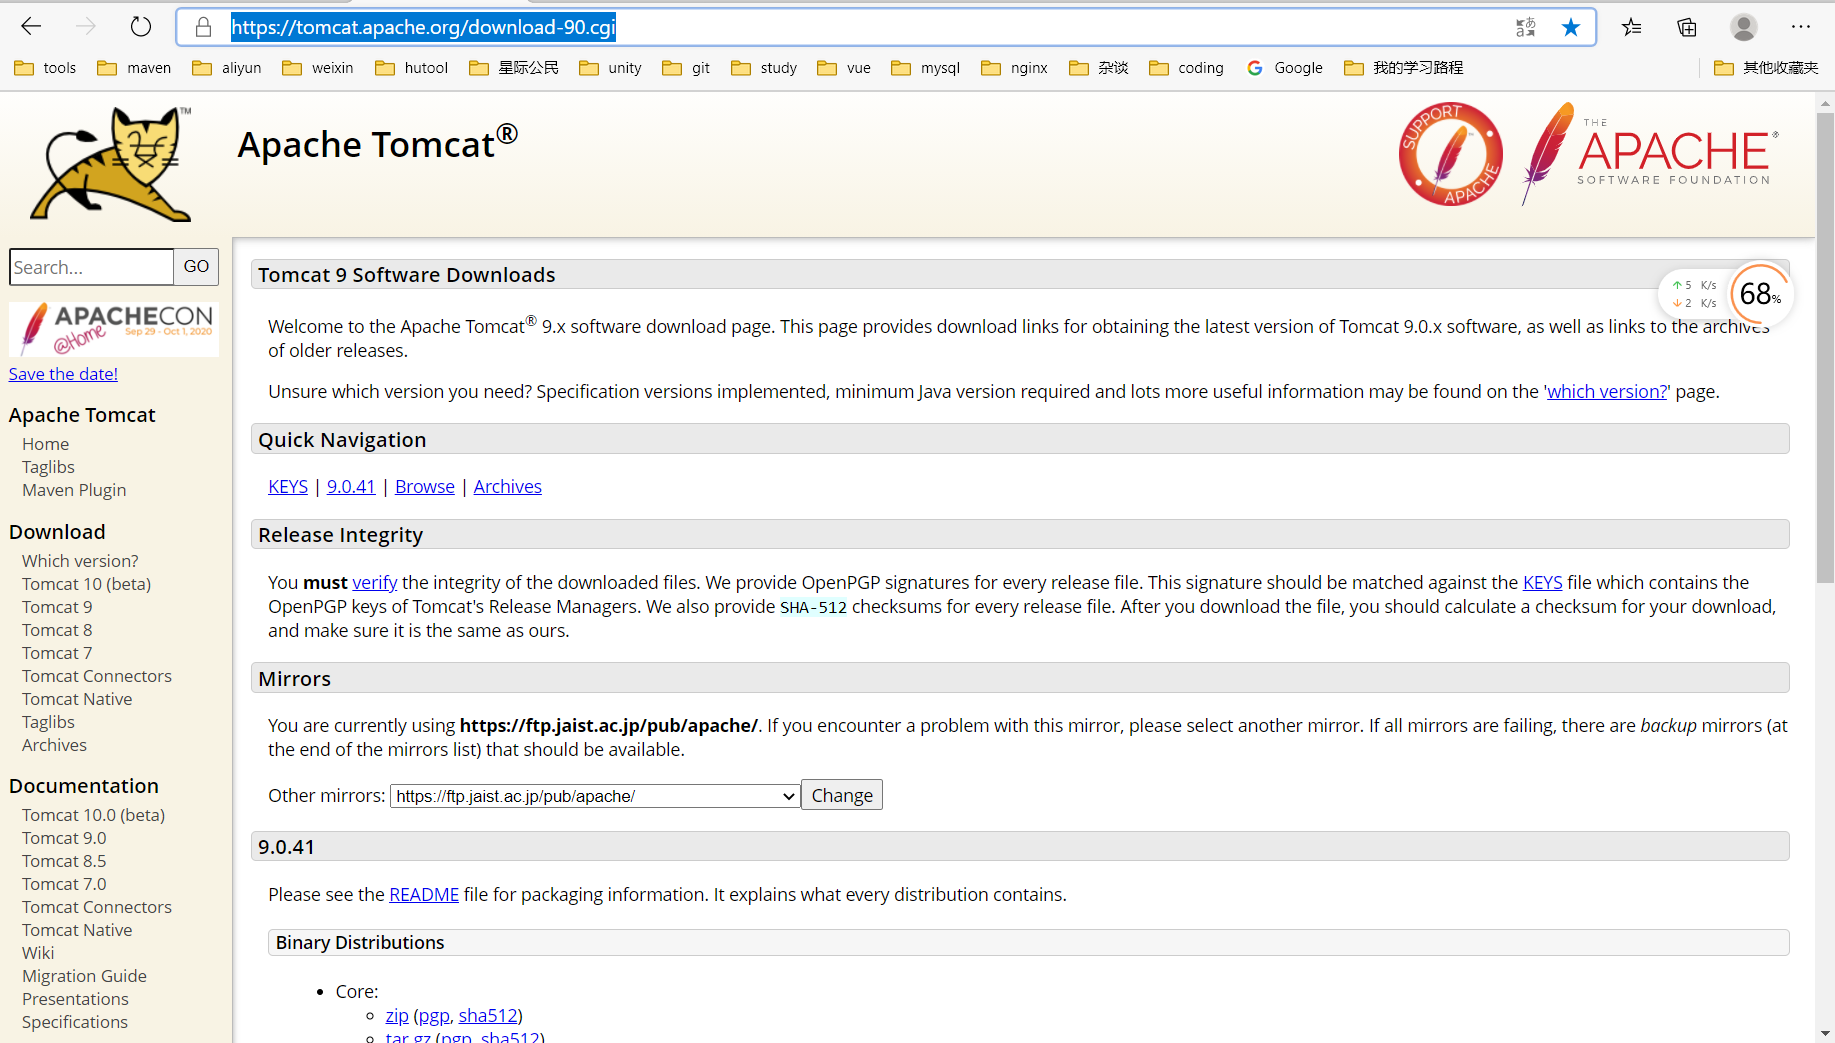 https://tomcat.apache.org/download-90.cgi
tools maven aliyun weixin hutool 星际公民 unity git study vue mysql nginx 杂谈 coding Google 我的学习路程 其他收藏夹
TM
Apache Tomcat®
SUPPORT APACHE
THE
APACHE®
SOFTWARE FOUNDATION
Search... GO
APACHECON
@Home
Sep 29 - Oct 1, 2020
Save the date!
Apache Tomcat
Home
Taglibs
Maven Plugin
Download
Which version?
Tomcat 10 (beta)
Tomcat 9
Tomcat 8
Tomcat 7
Tomcat Connectors
Tomcat Native
Taglibs
Archives
Documentation
Tomcat 10.0 (beta)
Tomcat 9.0
Tomcat 8.5
Tomcat 7.0
Tomcat Connectors
Tomcat Native
Wiki
Migration Guide
Presentations
Specifications
Tomcat 9 Software Downloads
↑ 5 K/s
↓ 2 K/s
68%
Welcome to the Apache Tomcat® 9.x software download page. This page provides download links for obtaining the latest version of Tomcat 9.0.x software, as well as links to the archives
of older releases.
Unsure which version you need? Specification versions implemented, minimum Java version required and lots more useful information may be found on the 'which version?' page.
Quick Navigation
KEYS | 9.0.41 | Browse | Archives
Release Integrity
You must verify the integrity of the downloaded files. We provide OpenPGP signatures for every release file. This signature should be matched against the KEYS file which contains the
OpenPGP keys of Tomcat's Release Managers. We also provide SHA-512 checksums for every release file. After you download the file, you should calculate a checksum for your download,
and make sure it is the same as ours.
Mirrors
You are currently using https://ftp.jaist.ac.jp/pub/apache/. If you encounter a problem with this mirror, please select another mirror. If all mirrors are failing, there are backup mirrors (at
the end of the mirrors list) that should be available.
Other mirrors: https://ftp.jaist.ac.jp/pub/apache/ Change
9.0.41
Please see the README file for packaging information. It explains what every distribution contains.
Binary Distributions
• Core:
zip (pgp, sha512)
tar.gz (pgp, sha512)